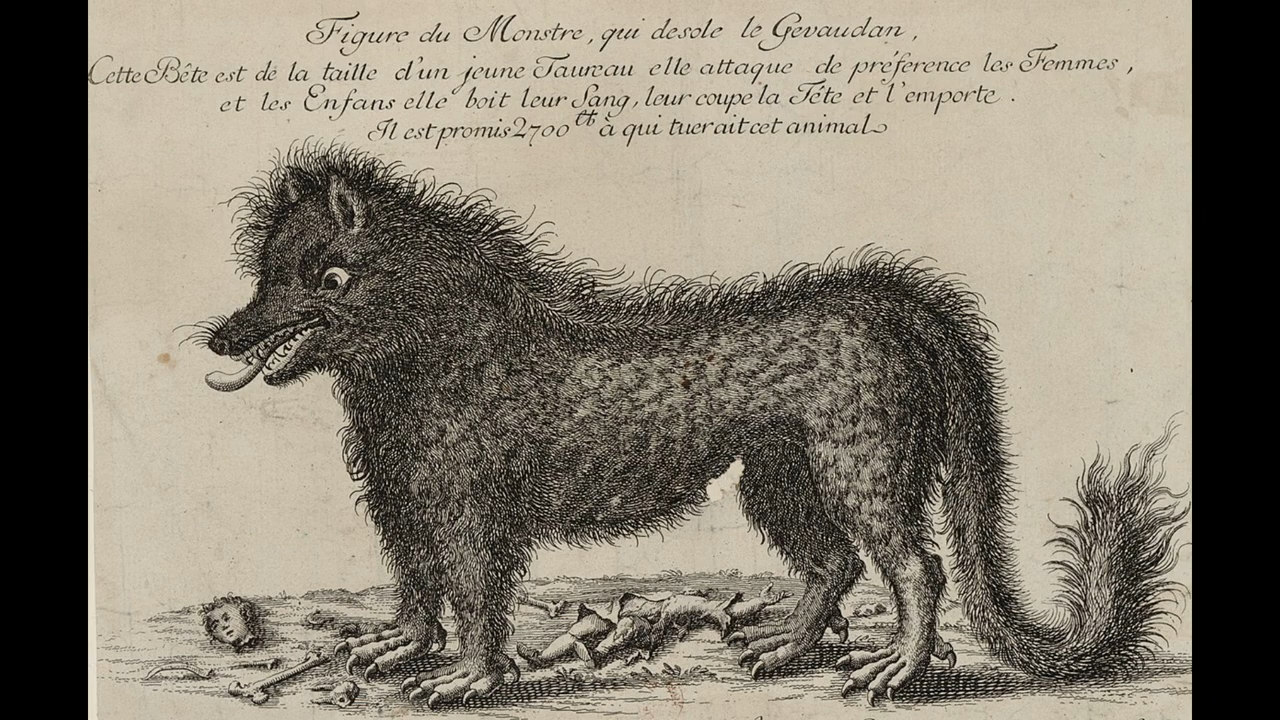 Figure du Monstre, qui desole le Gevaudan,
Cette Bête est de la taille d'un jeune Taureau elle attaque de préference les Femmes,
et les Enfans elle boit leur Sang, leur coupe la Tête et l'emporte.
Il est promis 2700 tt à qui tuerait cet animal